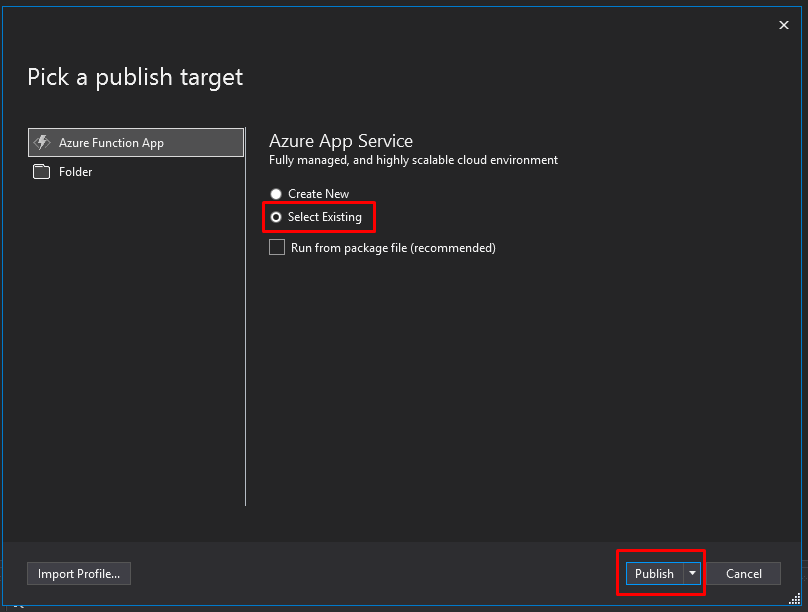 Pick a publish target
Azure Function App
Folder
Azure App Service
Fully managed, and highly scalable cloud environment
Create New
Select Existing
Run from package file (recommended)
Import Profile...
Publish
Cancel